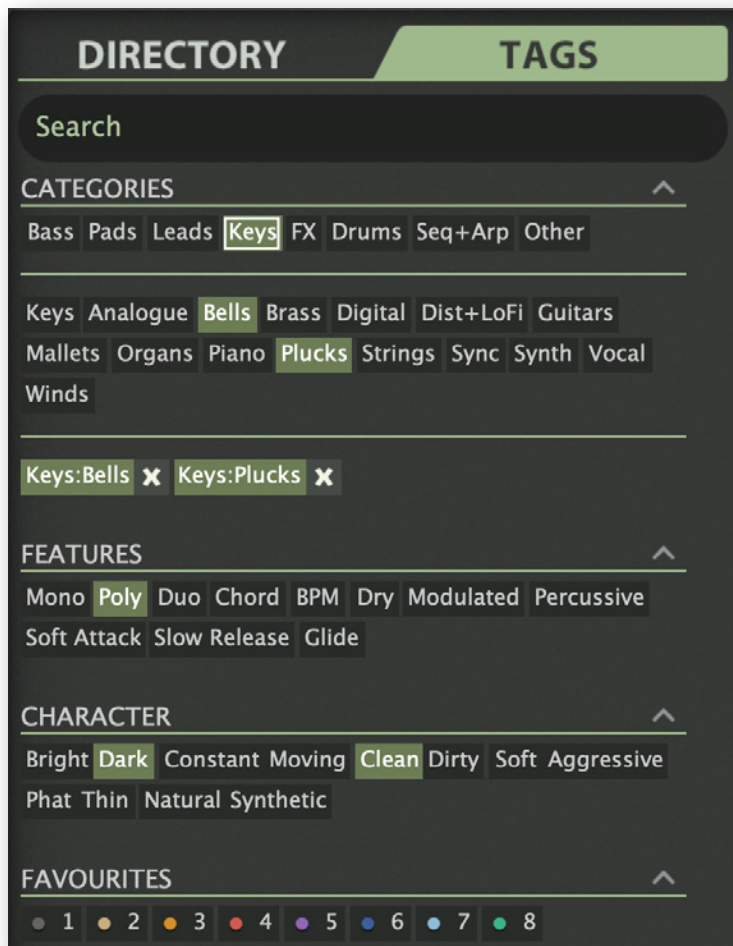 DIRECTORY TAGS
Search
CATEGORIES
Bass Pads Leads Keys FX Drums Seq+Arp Other
Keys Analogue Bells Brass Digital Dist+LoFi Guitars
Mallets Organs Piano Plucks Strings Sync Synth Vocal
Winds
Keys:Bells x Keys:Plucks x
FEATURES
Mono Poly Duo Chord BPM Dry Modulated Percussive
Soft Attack Slow Release Glide
CHARACTER
Bright Dark Constant Moving Clean Dirty Soft Aggressive
Phat Thin Natural Synthetic
FAVOURITES
1 2 3 4 5 6 7 8